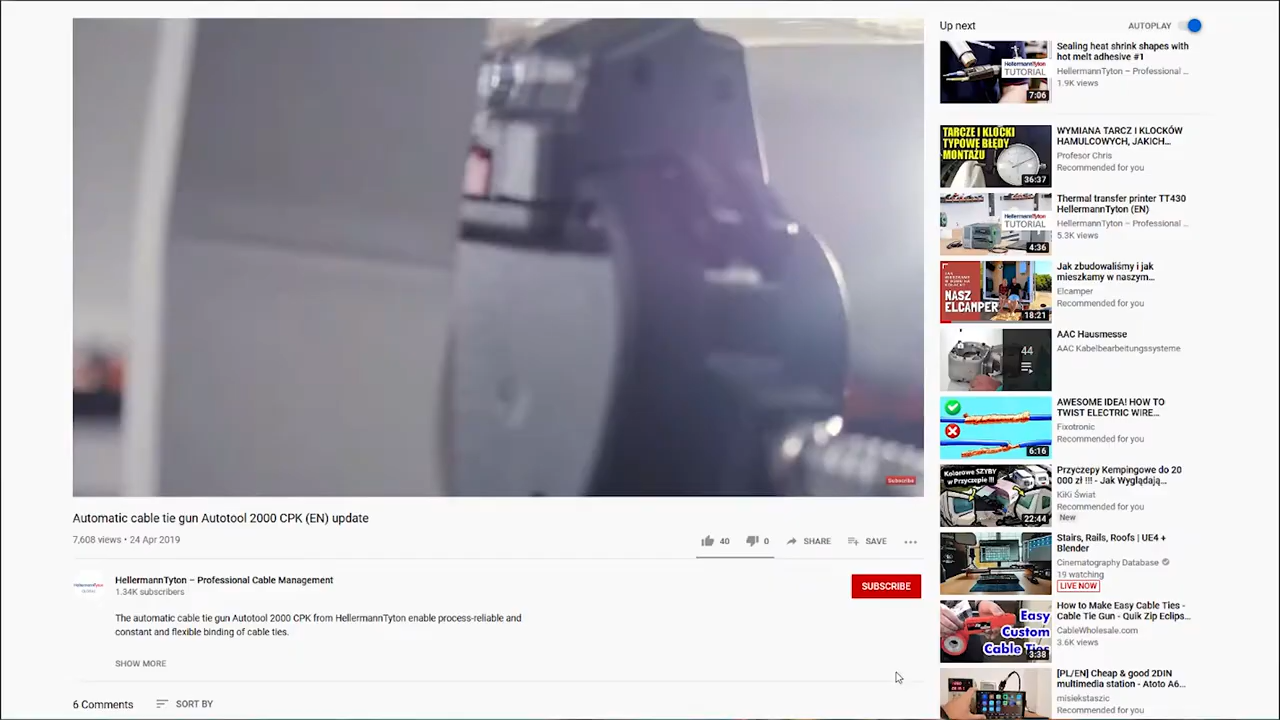 Subscribe
Automatic cable tie gun Autotool 2000 CPK (EN) update
7,608 views • 24 Apr 2019
40
0
SHARE
SAVE
HellermannTyton – Professional Cable Management
1.34K subscribers
SUBSCRIBE
The automatic cable tie gun Autotool 2000 CPK from HellermannTyton enable process-reliable and
constant and flexible binding of cable ties.
SHOW MORE
6 Comments
SORT BY
Up next
AUTOPLAY
HellermannTyton
TUTORIAL
7:06
Sealing heat shrink shapes with
hot melt adhesive #1
HellermannTyton – Professional ...
1.9K views
TARCZE I KLOCKI
TYPOWE BŁĘDY
MONTAŻU
36:37
WYMIANA TARCZ I KLOCKÓW
HAMULCOWYCH, JAKICH...
Profesor Chris
Recommended for you
HellermannTyton
TUTORIAL
4:36
Thermal transfer printer TT430
HellermannTyton (EN)
HellermannTyton – Professional ...
5.3K views
NASZ
ELCAMPER
18:21
Jak zbudowaliśmy i jak
mieszkamy w naszym...
Elcamper
Recommended for you
44
AAC Hausmesse
AAC Kabelbearbeitungssysteme
6:16
AWESOME IDEA! HOW TO
TWIST ELECTRIC WIRE...
Fixotronic
Recommended for you
Kolorowe SZYBY
w Przyczepie !!!
22:44
Przyczepy Kempingowe do 20
000 zł !!! - Jak Wyglądają...
KiKi Świat
Recommended for you
New
Stairs, Rails, Roofs | UE4 +
Blender
Cinematography Database
19 watching
LIVE NOW
Easy
Custom
Cable Ties
3:38
How to Make Easy Cable Ties -
Cable Tie Gun - Quik Zip Eclips...
CableWholesale.com
3.6K views
[PL/EN] Cheap & good 2DIN
multimedia station - Atoto A6...
misiekstaszic
Recommended for you